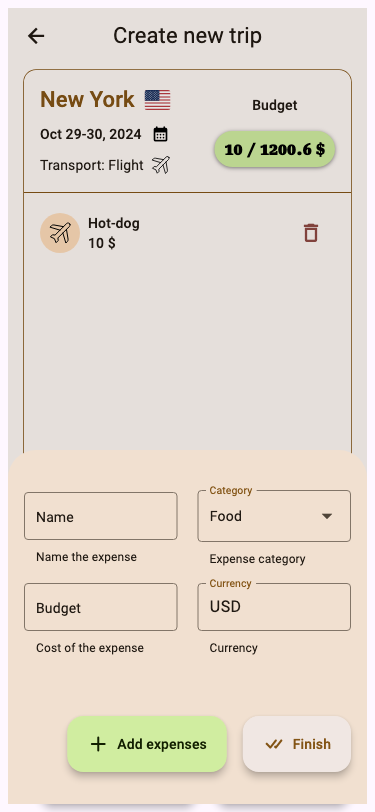 Create new trip
New York
Budget
Oct 29-30, 2024
10 / 1200.6 $
Transport: Flight
Hot-dog
10 $
Category
Name
Food
Name the expense
Expense category
Currency
Budget
USD
Cost of the expense
Currency
Add expenses
Finish